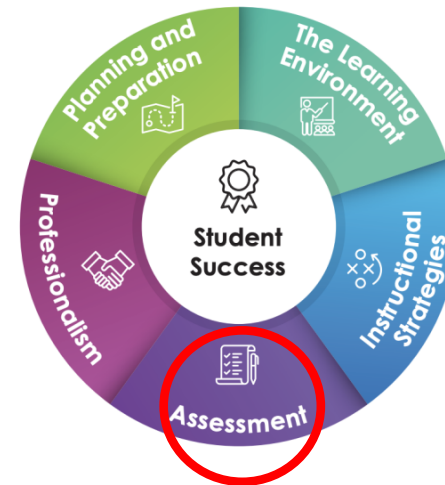 Planning and
Preparation
The Learning
Environment
Student
Success
Professionalism
Instructional
Strategies
Assessment